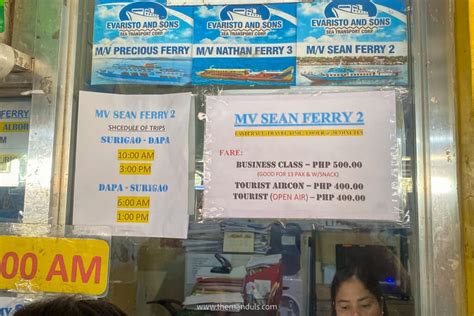 EVARISTO AND SONS
SEA TRANSPORT CORP.
M/V PRECIOUS FERRY
EVARISTO AND SONS
SEA TRANSPORT CORP.
M/V NATHAN FERRY 3
EVARISTO AND SONS
SEA TRANSPORT CORP.
M/V SEAN FERRY 2
MV SEAN FERRY 2
SHCEDULE OF TRIPS
SURIGAO - DAPA
10:00 AM
3:00 PM
DAPA - SURIGAO
6:00 AM
1:00 PM
MV SEAN FERRY 2
FARE:
BUSINESS CLASS – PHP 500.00
(GOOD FOR 13 PAX & W/SNACK)
TOURIST AIRCON – PHP 400.00
TOURIST (OPEN AIR) – PHP 400.00
:00 AM
www.themanduls.com